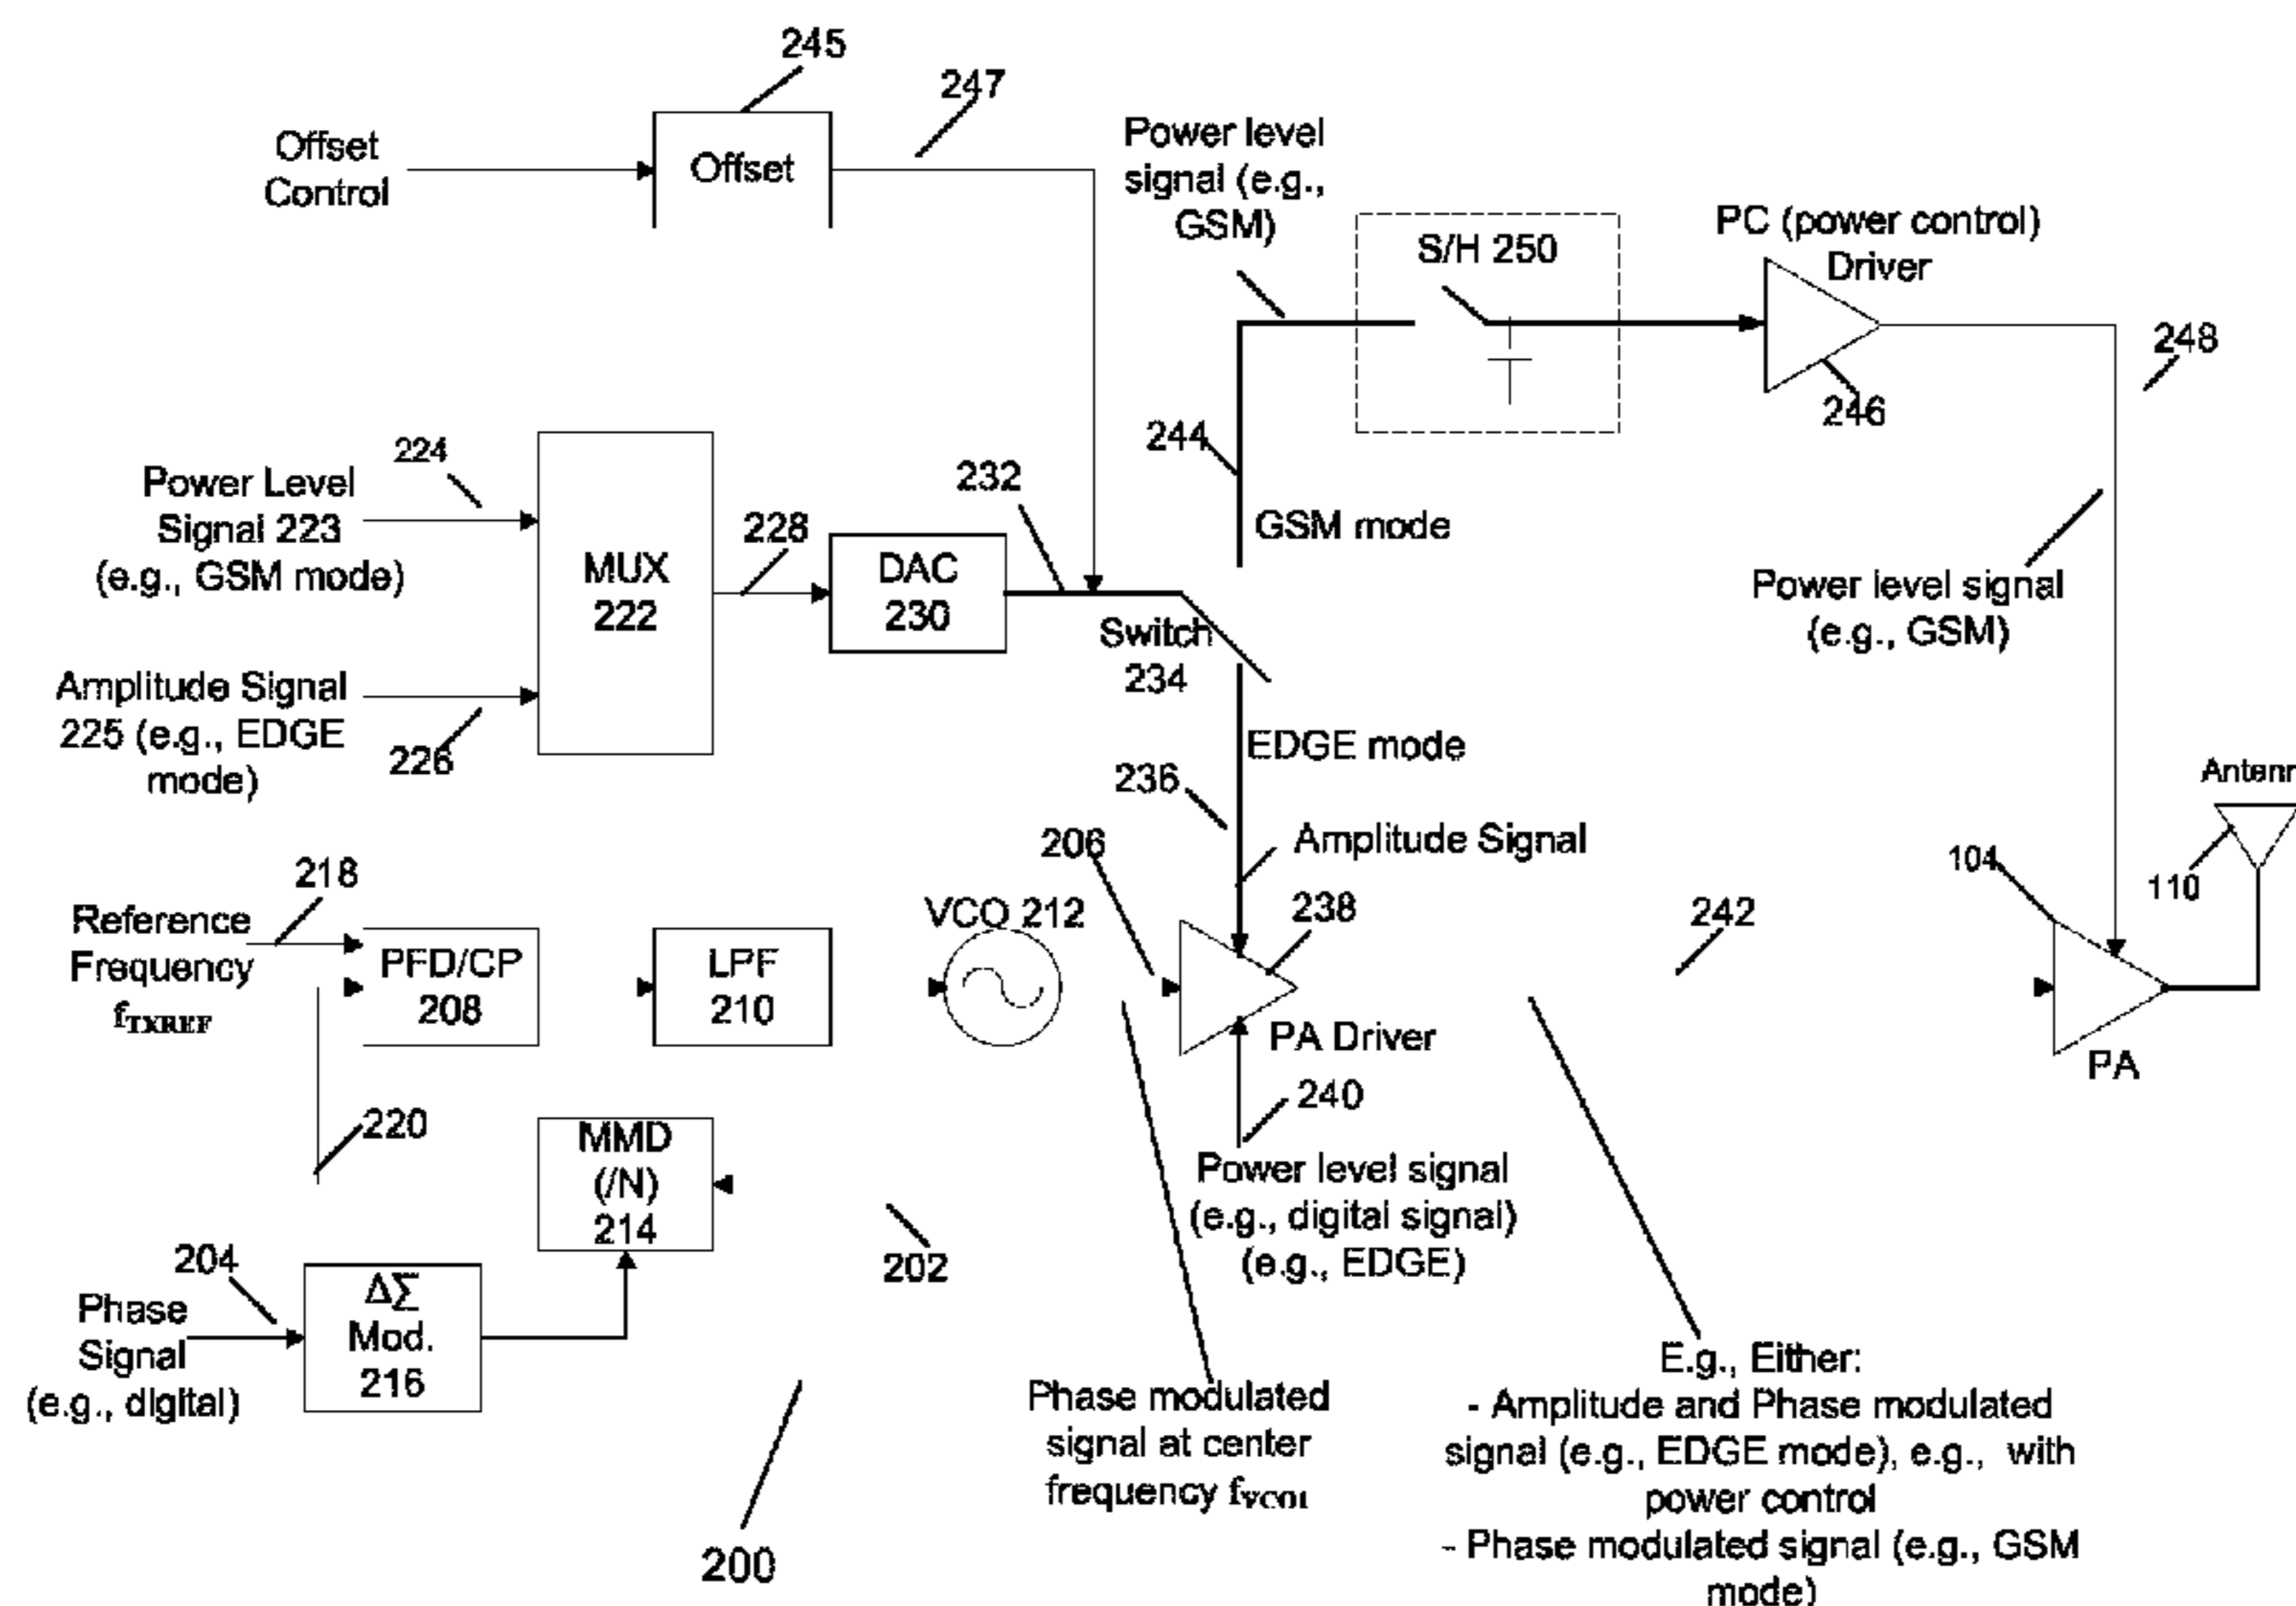 245
247
Offset
Control
Offset
Power level
signal (e.g.,
GSM)
S/H 250
PC (power control)
Driver
246
248
224
Power Level
Signal 223
(e.g., GSM mode)
Amplitude Signal
225 (e.g., EDGE
mode)
226
MUX
222
228
DAC
230
232
Switch
234
244
GSM mode
EDGE mode
236
Amplitude Signal
Power level signal
(e.g., GSM)
Antenn
110
104
PA
218
Reference
Frequency
fTXREF
PFD/CP
208
LPF
210
VCO 212
206
238
PA Driver
240
242
220
MMD
(/N)
214
202
Power level signal
(e.g., digital signal)
(e.g., EDGE)
204
Phase
Signal
(e.g., digital)
ΔΣ
Mod.
216
200
Phase modulated
signal at center
frequency fVCO1
E.g., Either:
- Amplitude and Phase modulated
signal (e.g., EDGE mode), e.g., with
power control
- Phase modulated signal (e.g., GSM
mode)